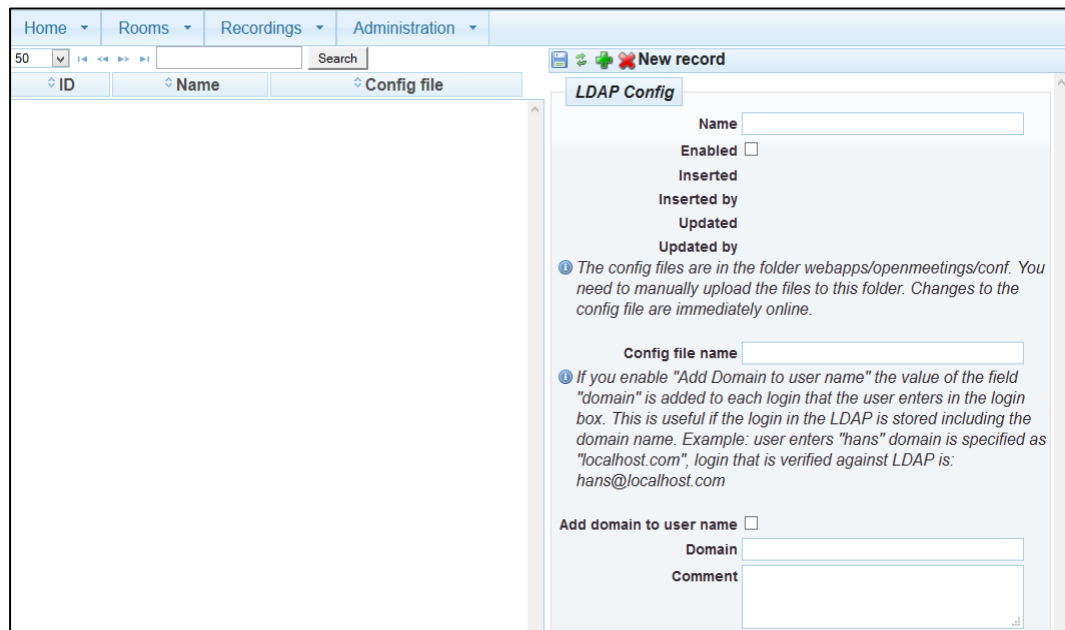 Home Rooms Recordings Administration
50 Search
ID Name Config file
New record
LDAP Config
Name
Enabled
Inserted
Inserted by
Updated
Updated by
The config files are in the folder webapps/openmeetings/conf. You
need to manually upload the files to this folder. Changes to the
config file are immediately online.
Config file name
If you enable "Add Domain to user name" the value of the field
"domain" is added to each login that the user enters in the login
box. This is useful if the login in the LDAP is stored including the
domain name. Example: user enters "hans" domain is specified as
"localhost.com", login that is verified against LDAP is:
hans@localhost.com
Add domain to user name
Domain
Comment